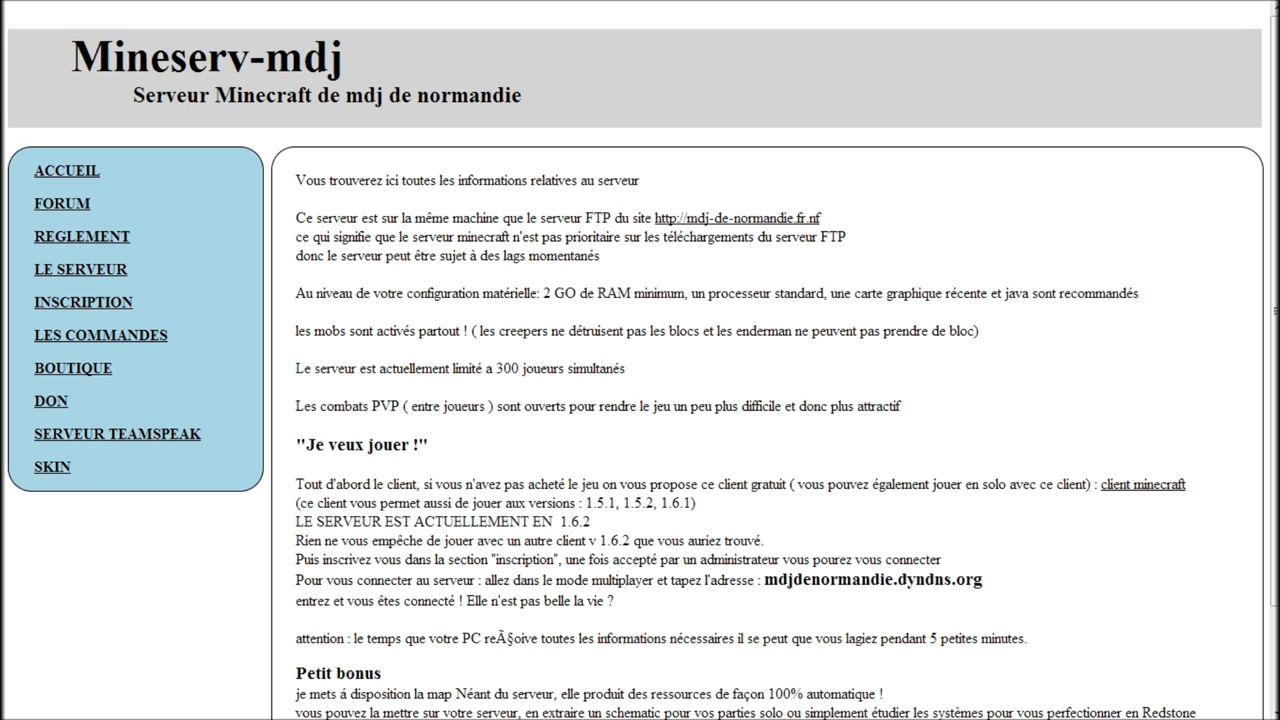 Mineserv-mdj
Serveur Minecraft de mdj de normandie
ACCUEIL
FORUM
REGLEMENT
LE SERVEUR
INSCRIPTION
LES COMMANDES
BOUTIQUE
DON
SERVEUR TEAMSPEAK
SKIN
Vous trouverez ici toutes les informations relatives au serveur
Ce serveur est sur la même machine que le serveur FTP du site http://mdj-de-normandie.fr.nf
ce qui signifie que le serveur minecraft n'est pas prioritaire sur les téléchargements du serveur FTP
donc le serveur peut être sujet à des lags momentanés
Au niveau de votre configuration matérielle: 2 GO de RAM minimum, un processeur standard, une carte graphique récente et java sont recommandés
les mobs sont activés partout ! ( les creepers ne détruisent pas les blocs et les enderman ne peuvent pas prendre de bloc)
Le serveur est actuellement limité a 300 joueurs simultanés
Les combats PVP ( entre joueurs ) sont ouverts pour rendre le jeu un peu plus difficile et donc plus attractif
"Je veux jouer !"
Tout d'abord le client, si vous n'avez pas acheté le jeu on vous propose ce client gratuit ( vous pouvez également jouer en solo avec ce client) : client minecraft
(ce client vous permet aussi de jouer aux versions : 1.5.1, 1.5.2, 1.6.1)
LE SERVEUR EST ACTUELLEMENT EN 1.6.2
Rien ne vous empêche de jouer avec un autre client v 1.6.2 que vous auriez trouvé.
Puis inscrivez vous dans la section "inscription", une fois accepté par un administrateur vous pourez vous connecter
Pour vous connecter au serveur : allez dans le mode multiplayer et tapez l'adresse : mdjdenormandie.dyndns.org
entrez et vous êtes connecté ! Elle n'est pas belle la vie ?
attention : le temps que votre PC reÃ§oive toutes les informations nécessaires il se peut que vous lagiez pendant 5 petites minutes.
Petit bonus
je mets á disposition la map Néant du serveur, elle produit des ressources de façon 100% automatique !
vous pouvez la mettre sur votre serveur, en extraire un schematic pour vos parties solo ou simplement étudier les systèmes pour vous perfectionner en Redstone